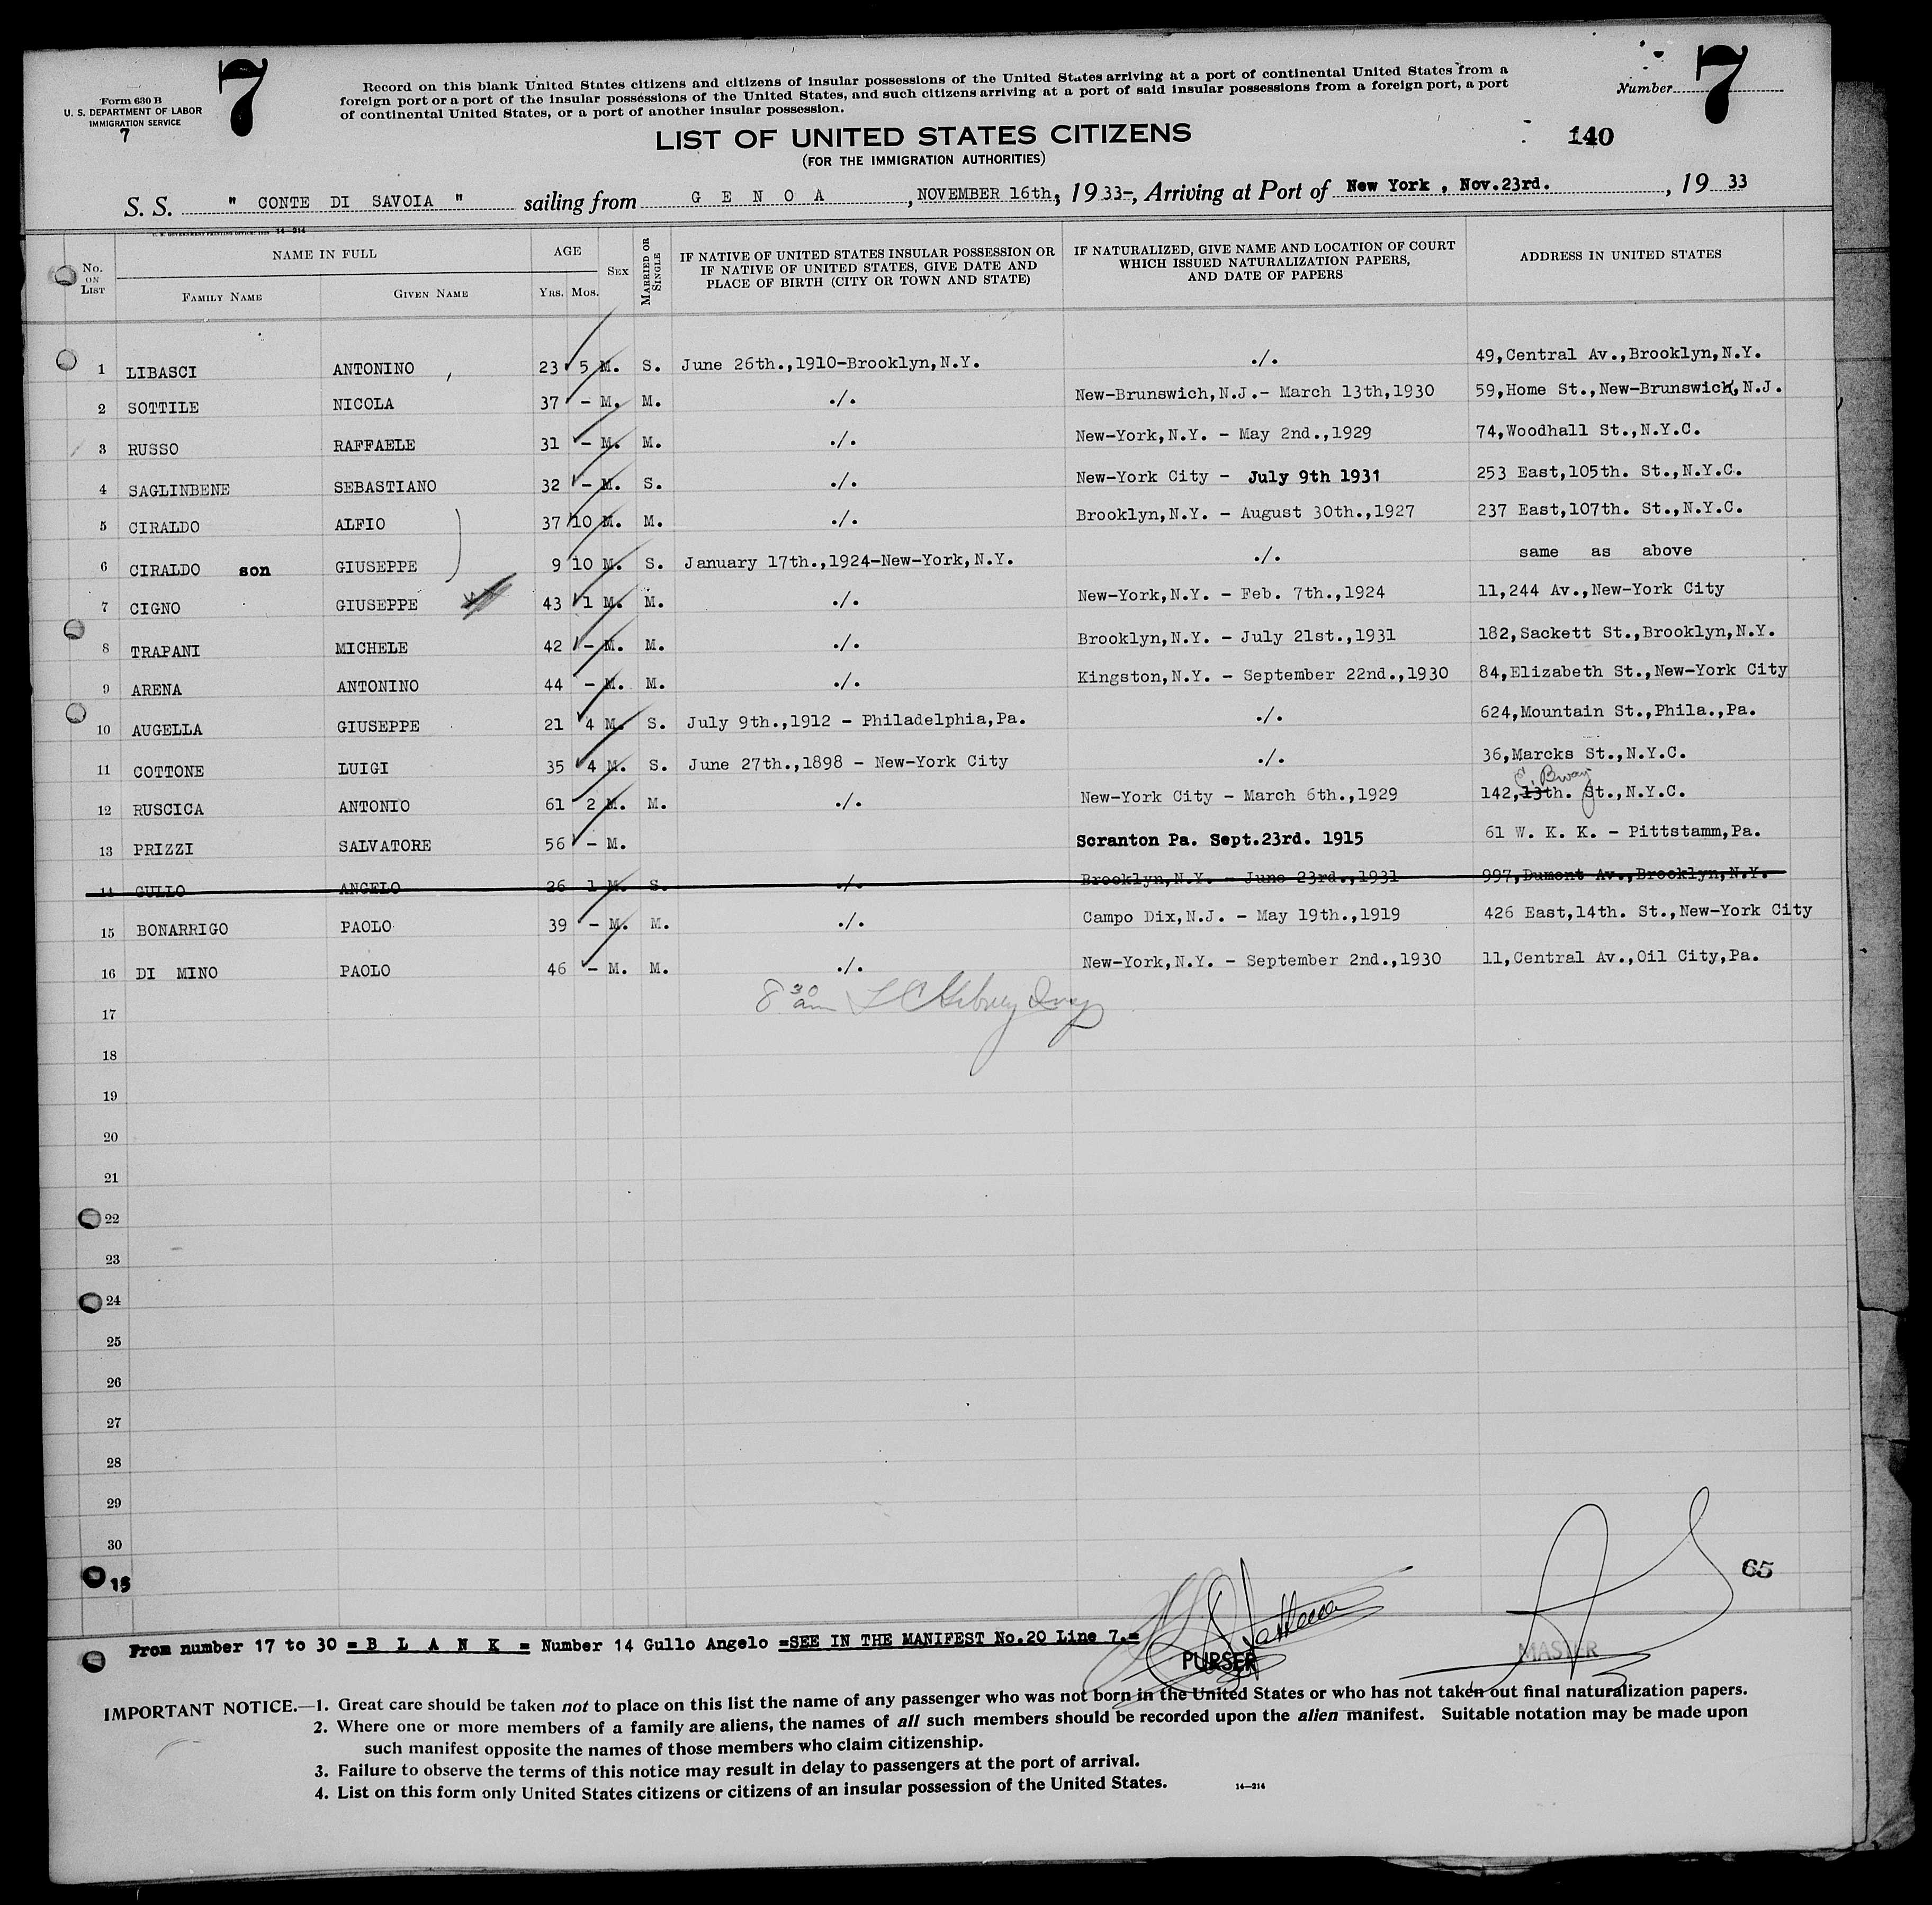 7
7
Form 630 B
U. S. DEPARTMENT OF LABOR
IMMIGRATION SERVICE
7
Record on this blank United States citizens and citizens of insular possessions of the United States arriving at a port of continental United States from a
foreign port or a port of the insular possessions of the United States, and such citizens arriving at a port of said insular possessions from a foreign port, a port
of continental United States, or a port of another insular possession.
Number
LIST OF UNITED STATES CITIZENS
140
(FOR THE IMMIGRATION AUTHORITIES)
S. S. " CONTE DI SAVOIA " sailing from G E N O A , NOVEMBER 16th, 1933-, Arriving at Port of New York , Nov.23rd. , 19 33
14—214
No. ON LIST NAME IN FULL AGE SEX MARRIED OR SINGLE IF NATIVE OF UNITED STATES INSULAR POSSESSION OR IF NATIVE OF UNITED STATES, GIVE DATE AND PLACE OF BIRTH (CITY OR TOWN AND STATE) IF NATURALIZED, GIVE NAME AND LOCATION OF COURT WHICH ISSUED NATURALIZATION PAPERS, AND DATE OF PAPERS ADDRESS IN UNITED STATES
FAMILY NAME GIVEN NAME YRS. MOS.
1 LIBASCI ANTONINO 23 5 M. S. June 26th.,1910-Brooklyn,N.Y. ./. 49,Central Av.,Brooklyn,N.Y.
2 SOTTILE NICOLA 37 - M. M. ./. New-Brunswich,N.J.- March 13th,1930 59,Home St.,New-Brunswick,N.J.
3 RUSSO RAFFAELE 31 - M. M. ./. New-York,N.Y. - May 2nd.,1929 74,Woodhall St.,N.Y.C.
4 SAGLINBENE SEBASTIANO 32 - M. S. ./. New-York City - July 9th 1931 253 East,105th. St.,N.Y.C.
5 CIRALDO ALFIO 37 10 M. M. ./. Brooklyn,N.Y. - August 30th.,1927 237 East,107th. St.,N.Y.C.
6 CIRALDO son GIUSEPPE 9 10 M. S. January 17th.,1924-New-York,N.Y. ./. same as above
7 CIGNO GIUSEPPE 43 1 M. M. ./. New-York,N.Y. - Feb. 7th.,1924 11,244 Av.,New-York City
8 TRAPANI MICHELE 42 - M. M. ./. Brooklyn,N.Y. - July 21st.,1931 182,Sackett St.,Brooklyn,N.Y.
9 ARENA ANTONINO 44 - M. M. ./. Kingston,N.Y. - September 22nd.,1930 84,Elizabeth St.,New-York City
10 AUGELLA GIUSEPPE 21 4 M. S. July 9th.,1912 - Philadelphia,Pa. ./. 624,Mountain St.,Phila.,Pa.
11 COTTONE LUIGI 35 4 M. S. June 27th.,1898 - New-York City ./. 36,Marcks St.,N.Y.C.
E. Bway
12 RUSCICA ANTONIO 61 2 M. M. ./. New-York City - March 6th.,1929 142,13th. St.,N.Y.C.
13 PRIZZI SALVATORE 56 - M. Scranton Pa. Sept.23rd. 1915 61 W. K. K. - Pittstamm,Pa.
14 GULLO ANGELO 26 1 M. S. ./. Brooklyn,N.Y. - June 23rd.,1931 997,Dumont Av.,Brooklyn,N.Y.
15 BONARRIGO PAOLO 39 - M. M. ./. Campo Dix,N.J. - May 19th.,1919 426 East,14th. St.,New-York City
16 DI MINO PAOLO 46 - M. M. ./. New-York,N.Y. - September 2nd.,1930 11,Central Av.,Oil City,Pa.
8 30 am
17
18
19
20
21
22
23
24
25
26
27
28
29
30
15
65
From number 17 to 30 = B L A N K = Number 14 Gullo Angelo =SEE IN THE MANIFEST No.20 Line 7.=
PURSER
MASTER
IMPORTANT NOTICE.—1. Great care should be taken not to place on this list the name of any passenger who was not born in the United States or who has not taken out final naturalization papers.
2. Where one or more members of a family are aliens, the names of all such members should be recorded upon the alien manifest. Suitable notation may be made upon
such manifest opposite the names of those members who claim citizenship.
3. Failure to observe the terms of this notice may result in delay to passengers at the port of arrival.
4. List on this form only United States citizens or citizens of an insular possession of the United States.
14—214